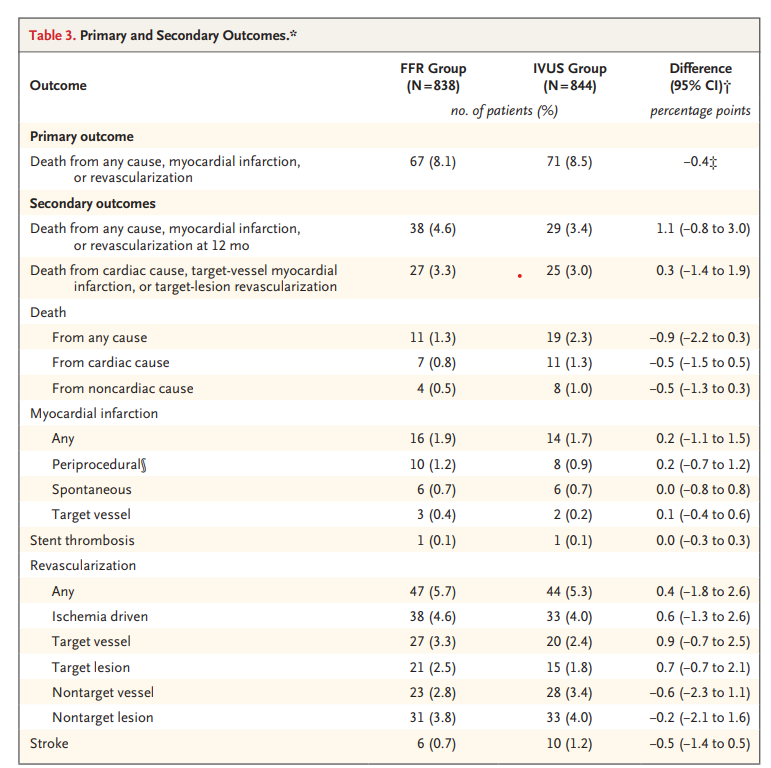 Table 3. Primary and Secondary Outcomes.*
Outcome FFR Group (N=838) IVUS Group (N=844) Difference (95% CI)†
no. of patients (%) percentage points
Primary outcome
Death from any cause, myocardial infarction, or revascularization 67 (8.1) 71 (8.5) –0.4‡
Secondary outcomes
Death from any cause, myocardial infarction, or revascularization at 12 mo 38 (4.6) 29 (3.4) 1.1 (–0.8 to 3.0)
Death from cardiac cause, target-vessel myocardial infarction, or target-lesion revascularization 27 (3.3) 25 (3.0) 0.3 (–1.4 to 1.9)
Death
From any cause 11 (1.3) 19 (2.3) –0.9 (–2.2 to 0.3)
From cardiac cause 7 (0.8) 11 (1.3) –0.5 (–1.5 to 0.5)
From noncardiac cause 4 (0.5) 8 (1.0) –0.5 (–1.3 to 0.3)
Myocardial infarction
Any 16 (1.9) 14 (1.7) 0.2 (–1.1 to 1.5)
Periprocedural§ 10 (1.2) 8 (0.9) 0.2 (–0.7 to 1.2)
Spontaneous 6 (0.7) 6 (0.7) 0.0 (–0.8 to 0.8)
Target vessel 3 (0.4) 2 (0.2) 0.1 (–0.4 to 0.6)
Stent thrombosis 1 (0.1) 1 (0.1) 0.0 (–0.3 to 0.3)
Revascularization
Any 47 (5.7) 44 (5.3) 0.4 (–1.8 to 2.6)
Ischemia driven 38 (4.6) 33 (4.0) 0.6 (–1.3 to 2.6)
Target vessel 27 (3.3) 20 (2.4) 0.9 (–0.7 to 2.5)
Target lesion 21 (2.5) 15 (1.8) 0.7 (–0.7 to 2.1)
Nontarget vessel 23 (2.8) 28 (3.4) –0.6 (–2.3 to 1.1)
Nontarget lesion 31 (3.8) 33 (4.0) –0.2 (–2.1 to 1.6)
Stroke 6 (0.7) 10 (1.2) –0.5 (–1.4 to 0.5)